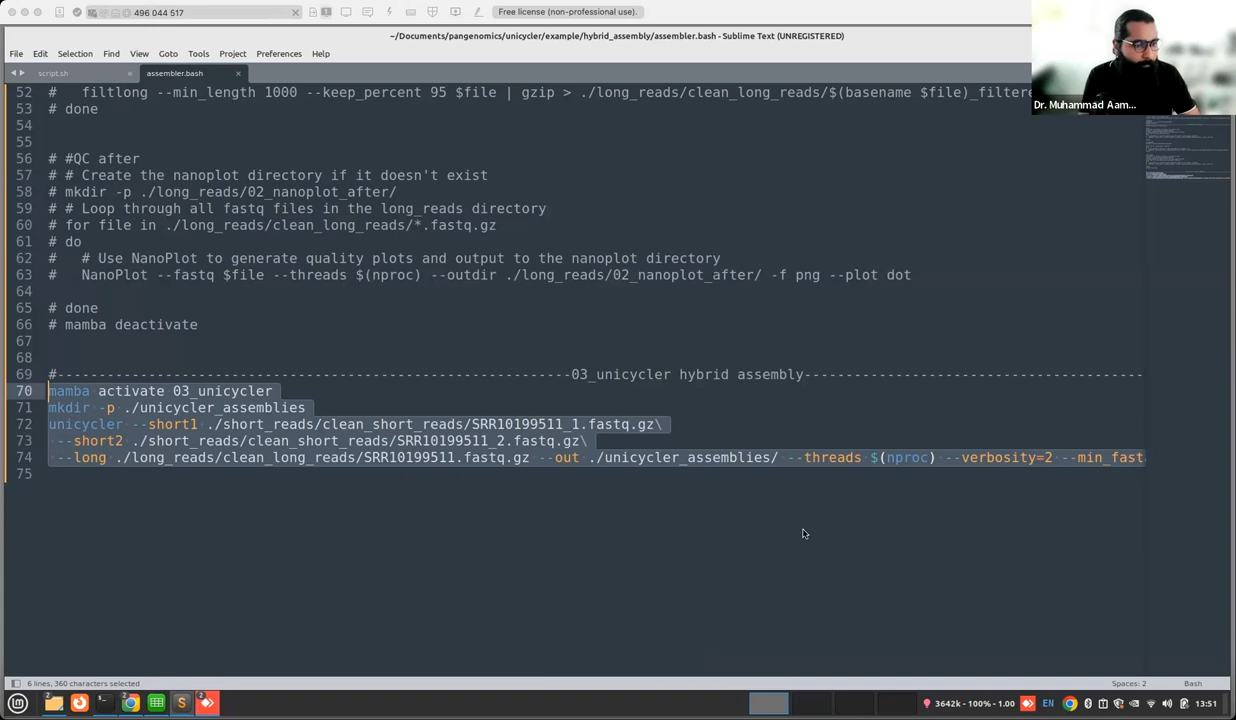 496 044 517
Free license (non-professional use).
~/Documents/pangenomics/unicycler/example/hybrid_assembly/assembler.bash - Sublime Text (UNREGISTERED)
File Edit Selection Find View Goto Tools Project Preferences Help
script.sh assembler.bash
Dr. Muhammad Aam...
52 #   filtlong --min_length 1000 --keep_percent 95 $file | gzip > ./long_reads/clean_long_reads/$(basename $file)_filtere
53 # done
54
55
56 # #QC after
57 # # Create the nanoplot directory if it doesn't exist
58 # mkdir -p ./long_reads/02_nanoplot_after/
59 # # Loop through all fastq files in the long_reads directory
60 # for file in ./long_reads/clean_long_reads/*.fastq.gz
61 # do
62 #   # Use NanoPlot to generate quality plots and output to the nanoplot directory
63 #   NanoPlot --fastq $file --threads $(nproc) --outdir ./long_reads/02_nanoplot_after/ -f png --plot dot
64
65 # done
66 # mamba deactivate
67
68
69 #---------------------------------------------------------------03_unicycler hybrid assembly-----------------------------------------
70 mamba activate 03_unicycler
71 mkdir -p ./unicycler_assemblies
72 unicycler --short1 ./short_reads/clean_short_reads/SRR10199511_1.fastq.gz\
73 --short2 ./short_reads/clean_short_reads/SRR10199511_2.fastq.gz\
74 --long ./long_reads/clean_long_reads/SRR10199511.fastq.gz --out ./unicycler_assemblies/ --threads $(nproc) --verbosity=2 --min_fast
75
6 lines, 360 characters selected
Spaces: 2
Bash
3642k - 100% - 1.00
EN
13:51